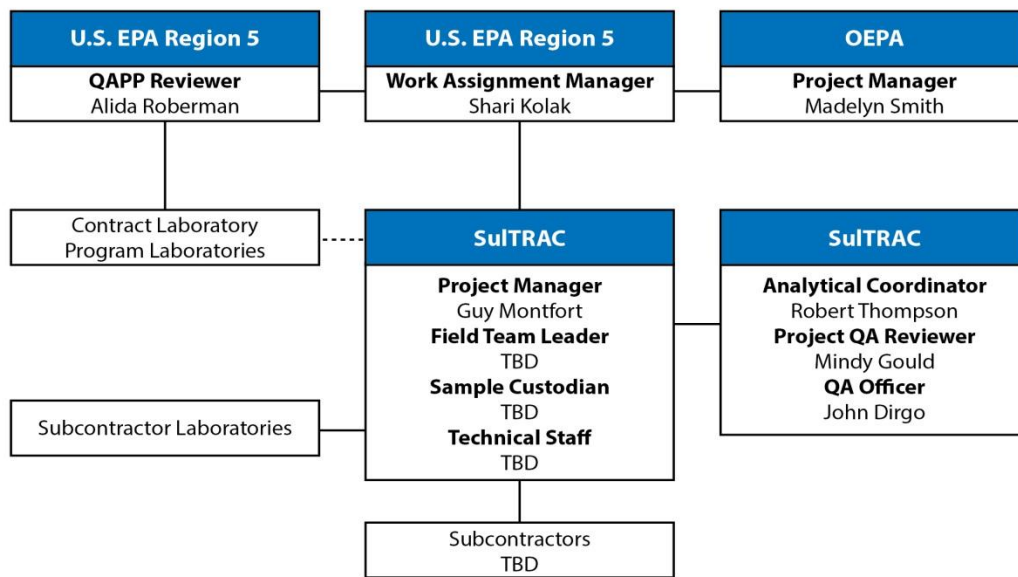 U.S. EPA Region 5
QAPP Reviewer
Alida Roberman
U.S. EPA Region 5
Work Assignment Manager
Shari Kolak
OEPA
Project Manager
Madelyn Smith
Contract Laboratory
Program Laboratories
SulTRAC
Project Manager
Guy Montfort
Field Team Leader
TBD
Sample Custodian
TBD
Technical Staff
TBD
SulTRAC
Analytical Coordinator
Robert Thompson
Project QA Reviewer
Mindy Gould
QA Officer
John Dirgo
Subcontractor Laboratories
Subcontractors
TBD